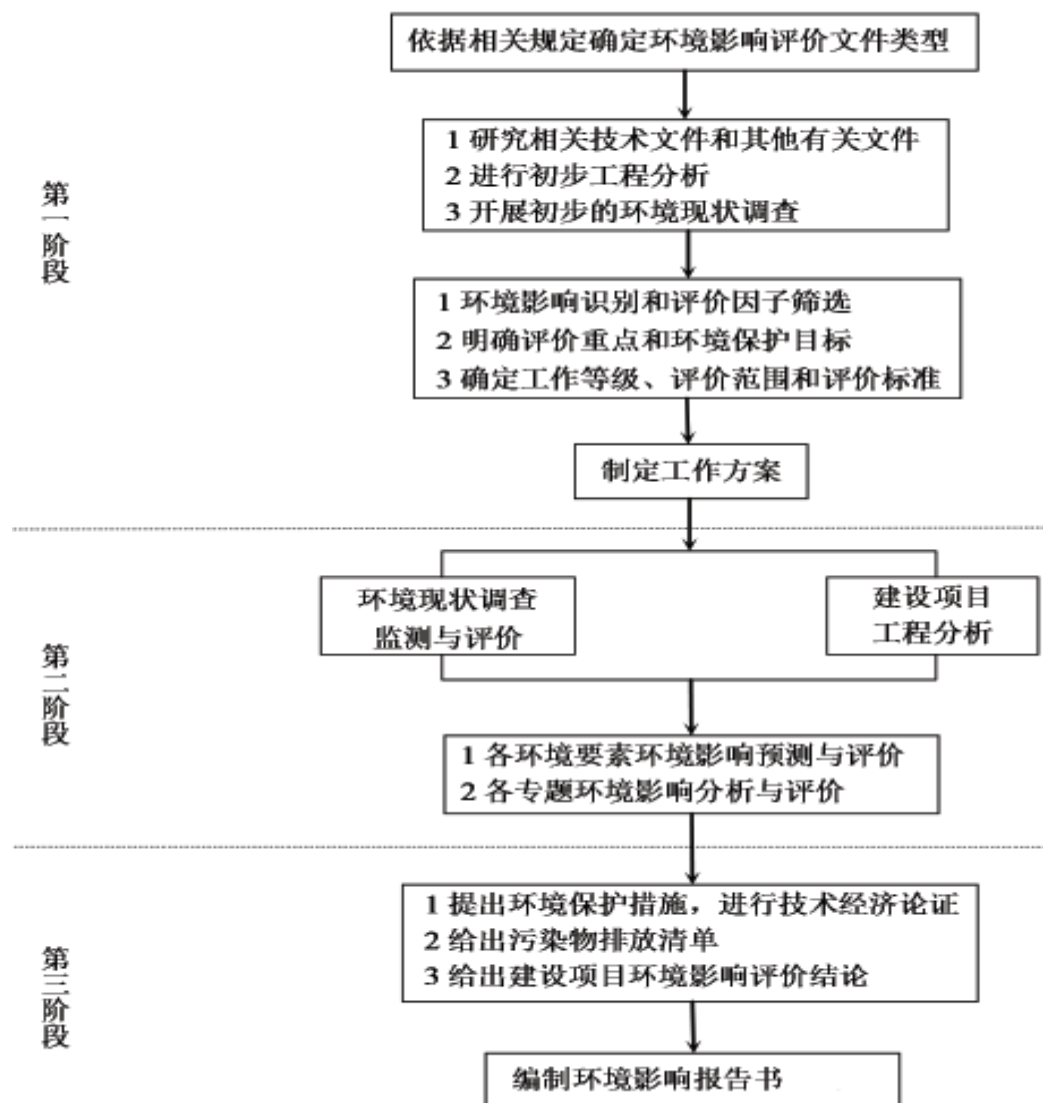 依据相关规定确定环境影响评价文件类型
1 研究相关技术文件和其他有关文件
2 进行初步工程分析
3 开展初步的环境现状调查
第一阶段
1 环境影响识别和评价因子筛选
2 明确评价重点和环境保护目标
3 确定工作等级、评价范围和评价标准
制定工作方案
环境现状调查
监测与评价
建设项目
工程分析
第二阶段
1 各环境要素环境影响预测与评价
2 各专题环境影响分析与评价
1 提出环境保护措施，进行技术经济论证
2 给出污染物排放清单
3 给出建设项目环境影响评价结论
第三阶段
编制环境影响报告书